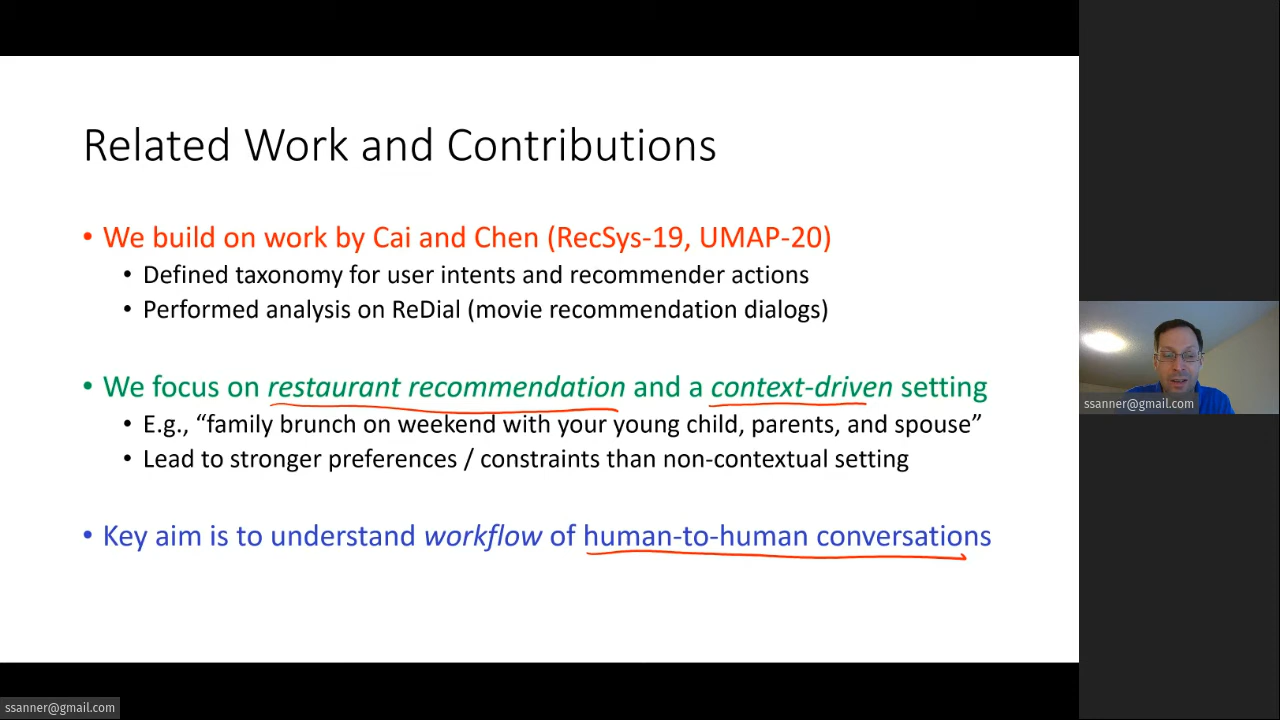 Related Work and Contributions
• We build on work by Cai and Chen (RecSys-19, UMAP-20)
• Defined taxonomy for user intents and recommender actions
• Performed analysis on ReDial (movie recommendation dialogs)
• We focus on restaurant recommendation and a context-driven setting
• E.g., “family brunch on weekend with your young child, parents, and spouse”
• Lead to stronger preferences / constraints than non-contextual setting
• Key aim is to understand workflow of human-to-human conversations
ssanner@gmail.com
ssanner@gmail.com